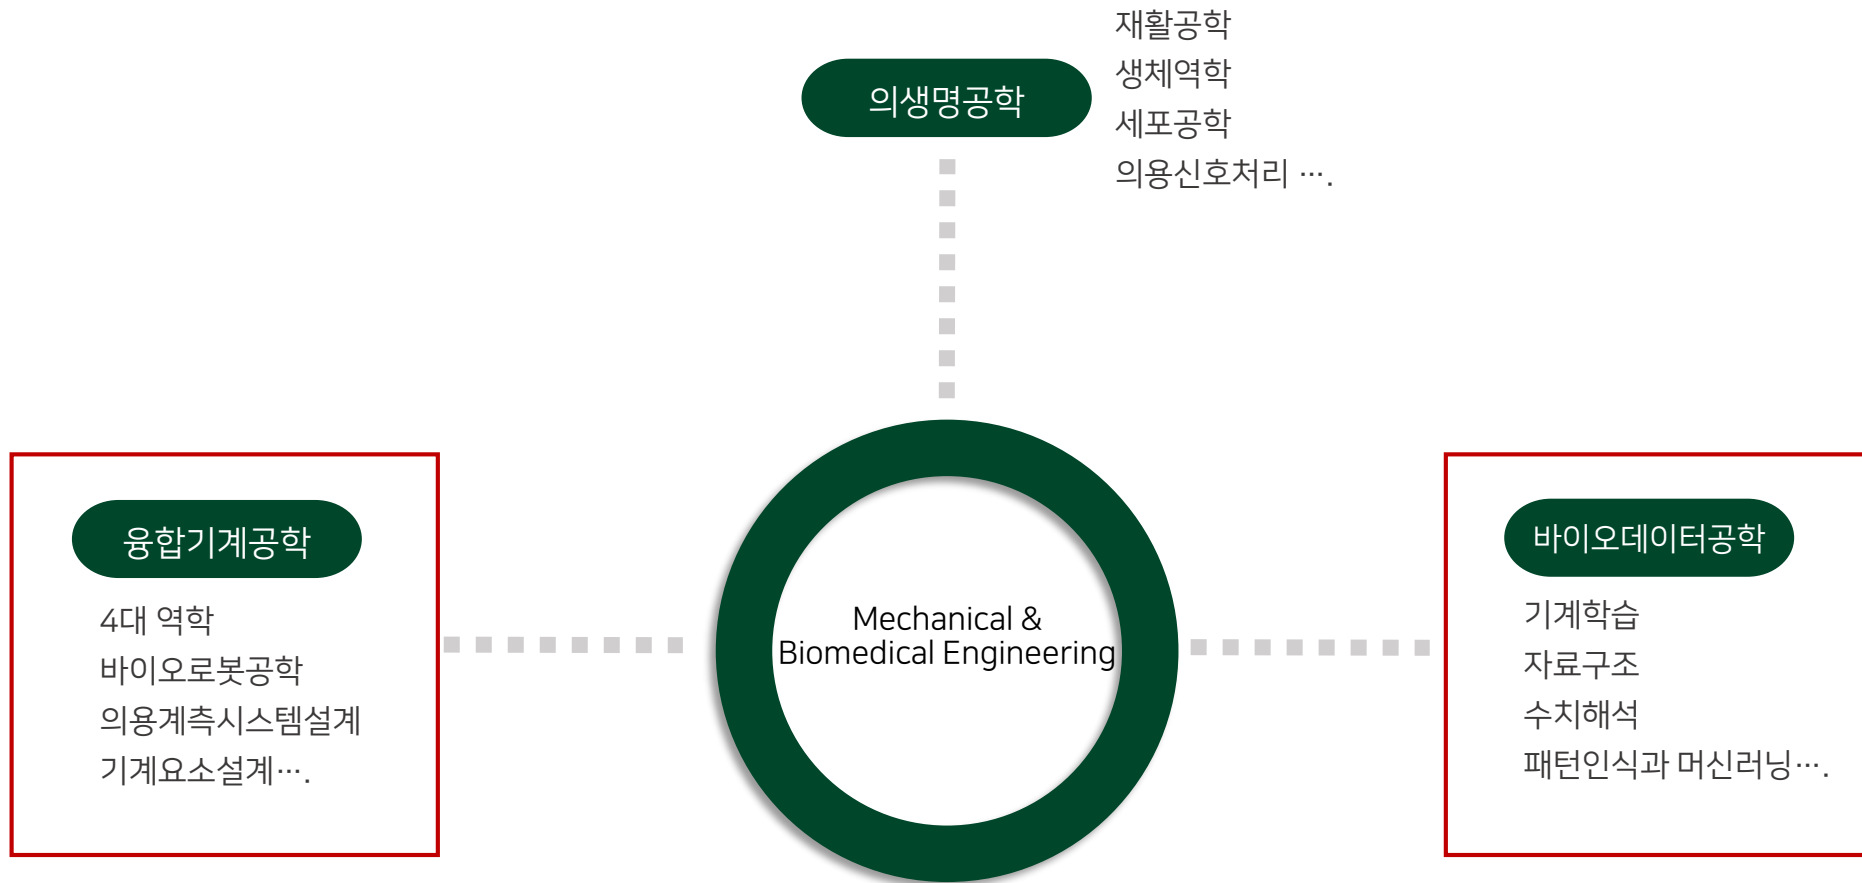 재활공학
생체역학
세포공학
의용신호처리 ….
의생명공학
융합기계공학
4대 역학
바이오로봇공학
의용계측시스템설계
기계요소설계….
Mechanical &
Biomedical Engineering
바이오데이터공학
기계학습
자료구조
수치해석
패턴인식과 머신러닝….